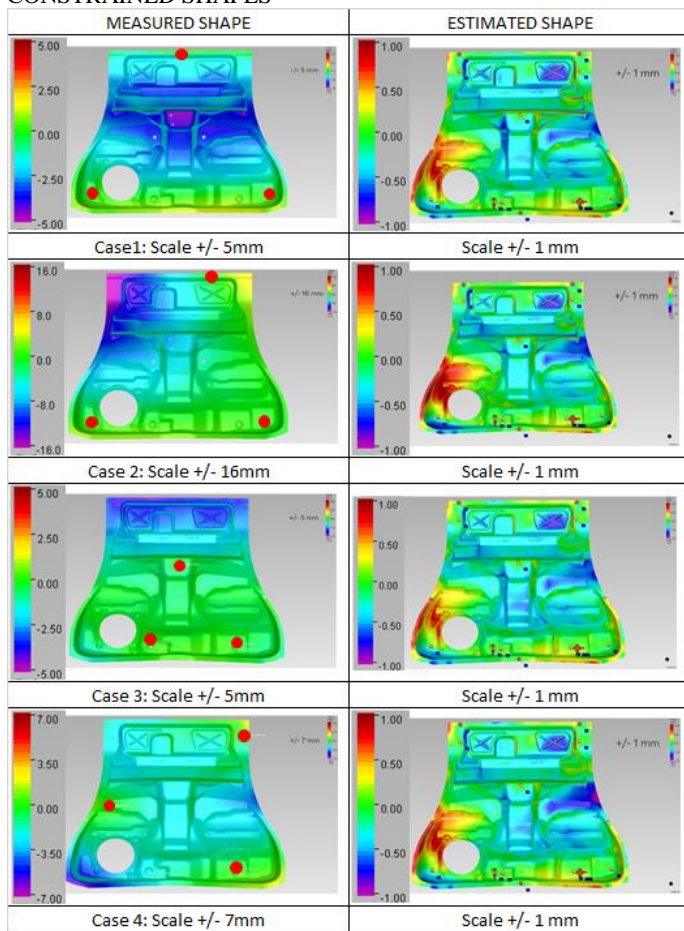 CONSTRAINED SHAPES
MEASURED SHAPE
ESTIMATED SHAPE
5.00
2.50
0.00
-2.50
-5.00
+/- 5 mm
1.00
0.50
0.00
-0.50
-1.00
+/- 1 mm
Case1: Scale +/- 5mm
Scale +/- 1 mm
16.0
8.0
0.0
-8.0
-16.0
+/- 16 mm
1.00
0.50
0.00
-0.50
-1.00
+/- 1 mm
Case 2: Scale +/- 16mm
Scale +/- 1 mm
5.00
2.50
0.00
-2.50
-5.00
+/- 5 mm
1.00
0.50
0.00
-0.50
-1.00
+/- 1 mm
Case 3: Scale +/- 5mm
Scale +/- 1 mm
7.00
3.50
0.00
-3.50
-7.00
+/- 7 mm
1.00
0.50
0.00
-0.50
-1.00
+/- 1 mm
Case 4: Scale +/- 7mm
Scale +/- 1 mm